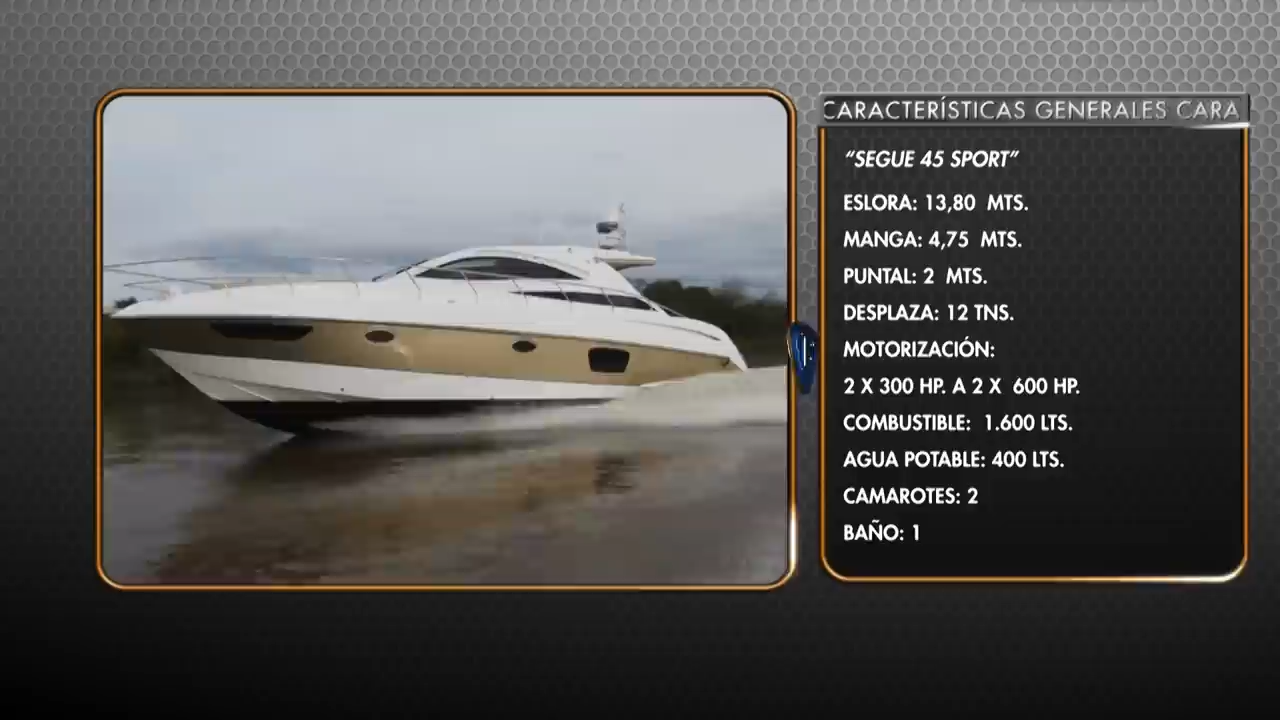 CARACTERÍSTICAS GENERALES CARA
“SEGUE 45 SPORT”
ESLORA: 13,80 MTS.
MANGA: 4,75 MTS.
PUNTAL: 2 MTS.
DESPLAZA: 12 TNS.
MOTORIZACIÓN:
2 X 300 HP. A 2 X 600 HP.
COMBUSTIBLE: 1.600 LTS.
AGUA POTABLE: 400 LTS.
CAMAROTES: 2
BAÑO: 1